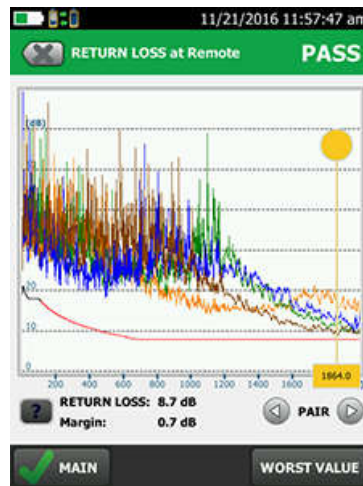 11/21/2016 11:57:47 am
RETURN LOSS at Remote PASS
(dB)
20
10
0
200 400 600 800 1000 1200 1400 1600
1864.0
? RETURN LOSS: 8.7 dB
Margin: 0.7 dB
PAIR
MAIN WORST VALUE